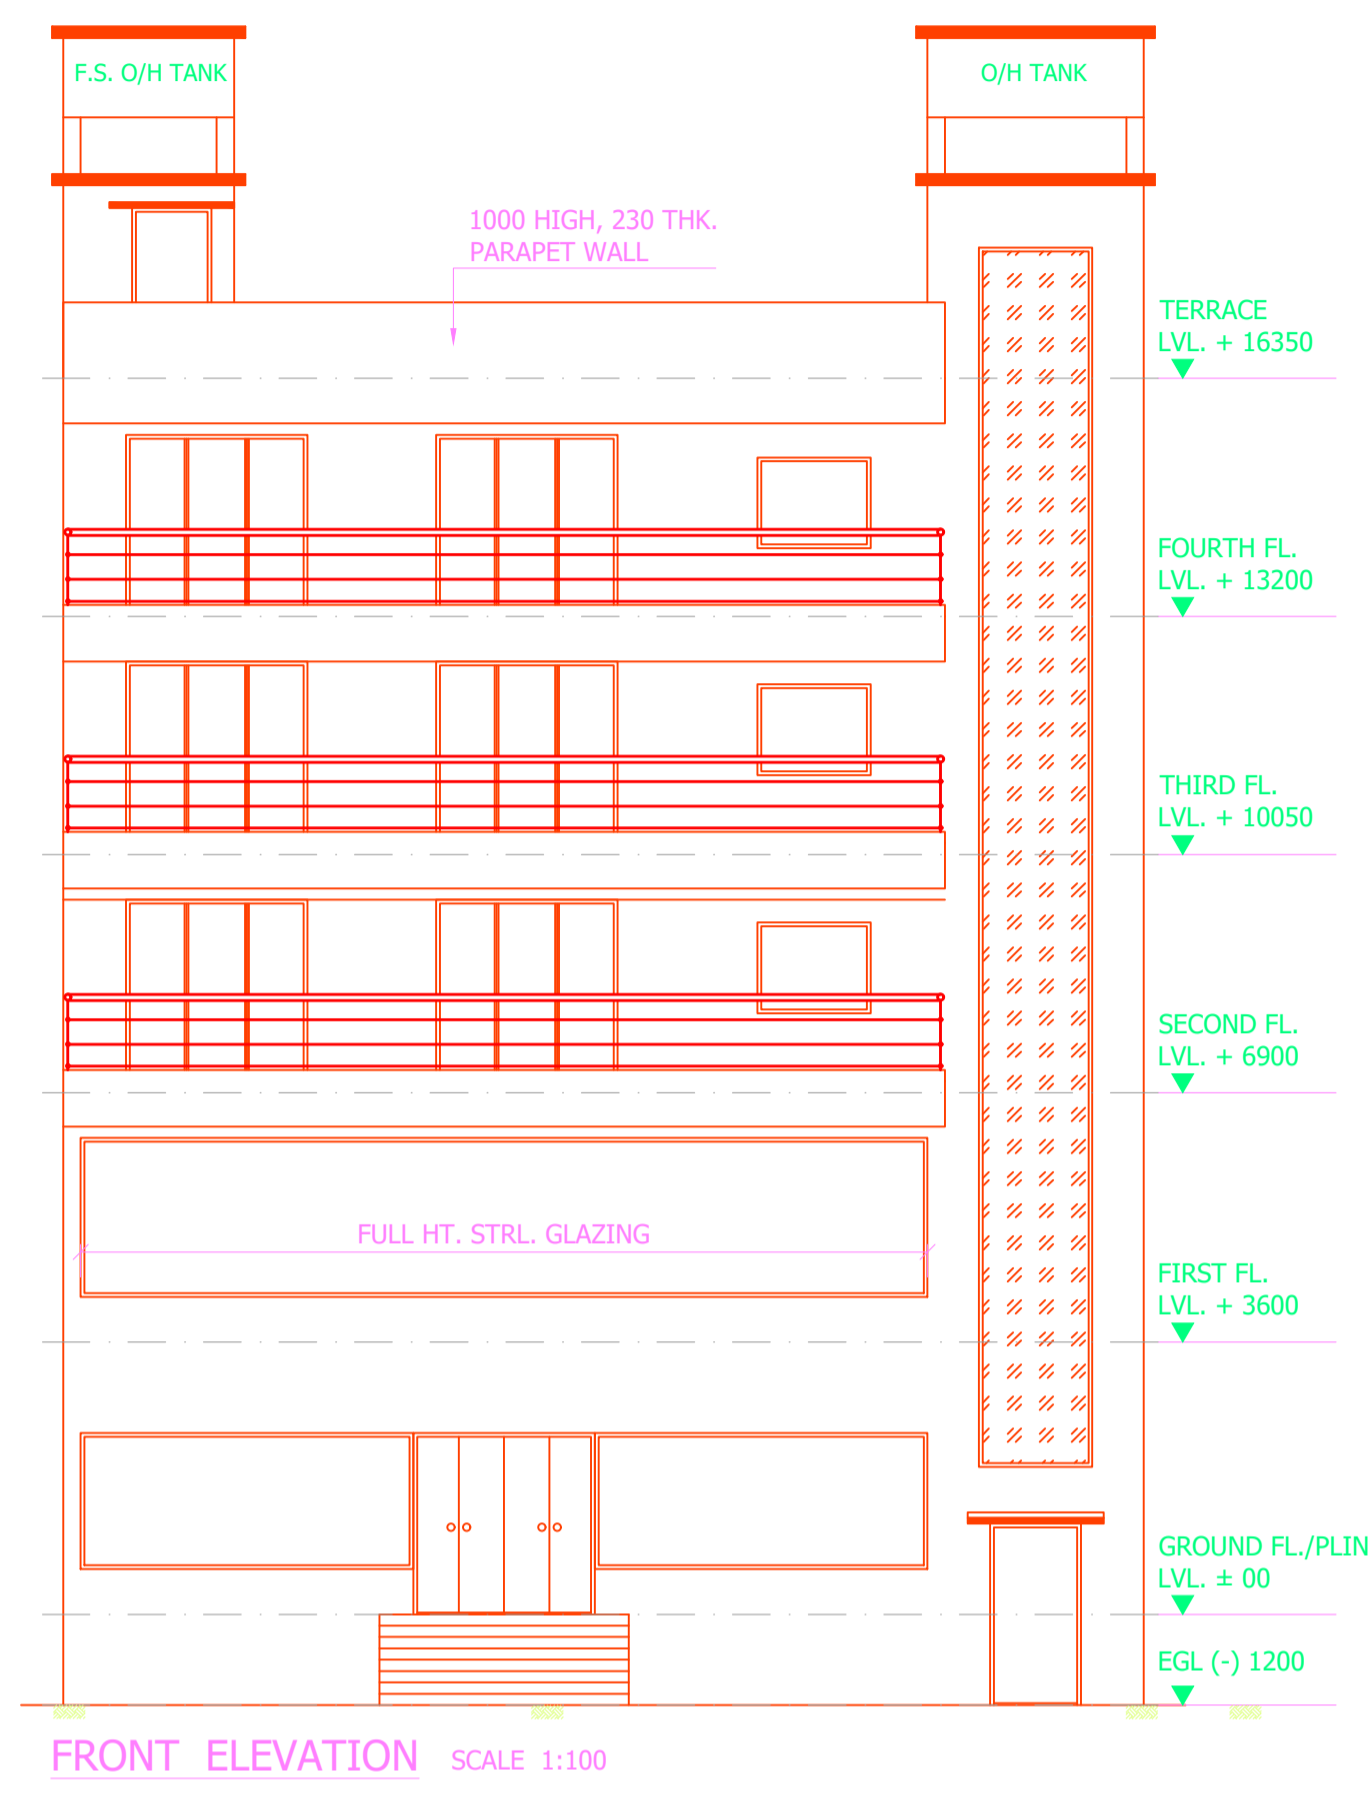 F.S. O/H TANK
O/H TANK
1000 HIGH, 230 THK.
PARAPET WALL
TERRACE
LVL. + 16350
FOURTH FL.
LVL. + 13200
THIRD FL.
LVL. + 10050
SECOND FL.
LVL. + 6900
FULL HT. STRL. GLAZING
FIRST FL.
LVL. + 3600
GROUND FL./PLIN
LVL. ± 00
EGL (-) 1200
FRONT ELEVATION
SCALE 1:100